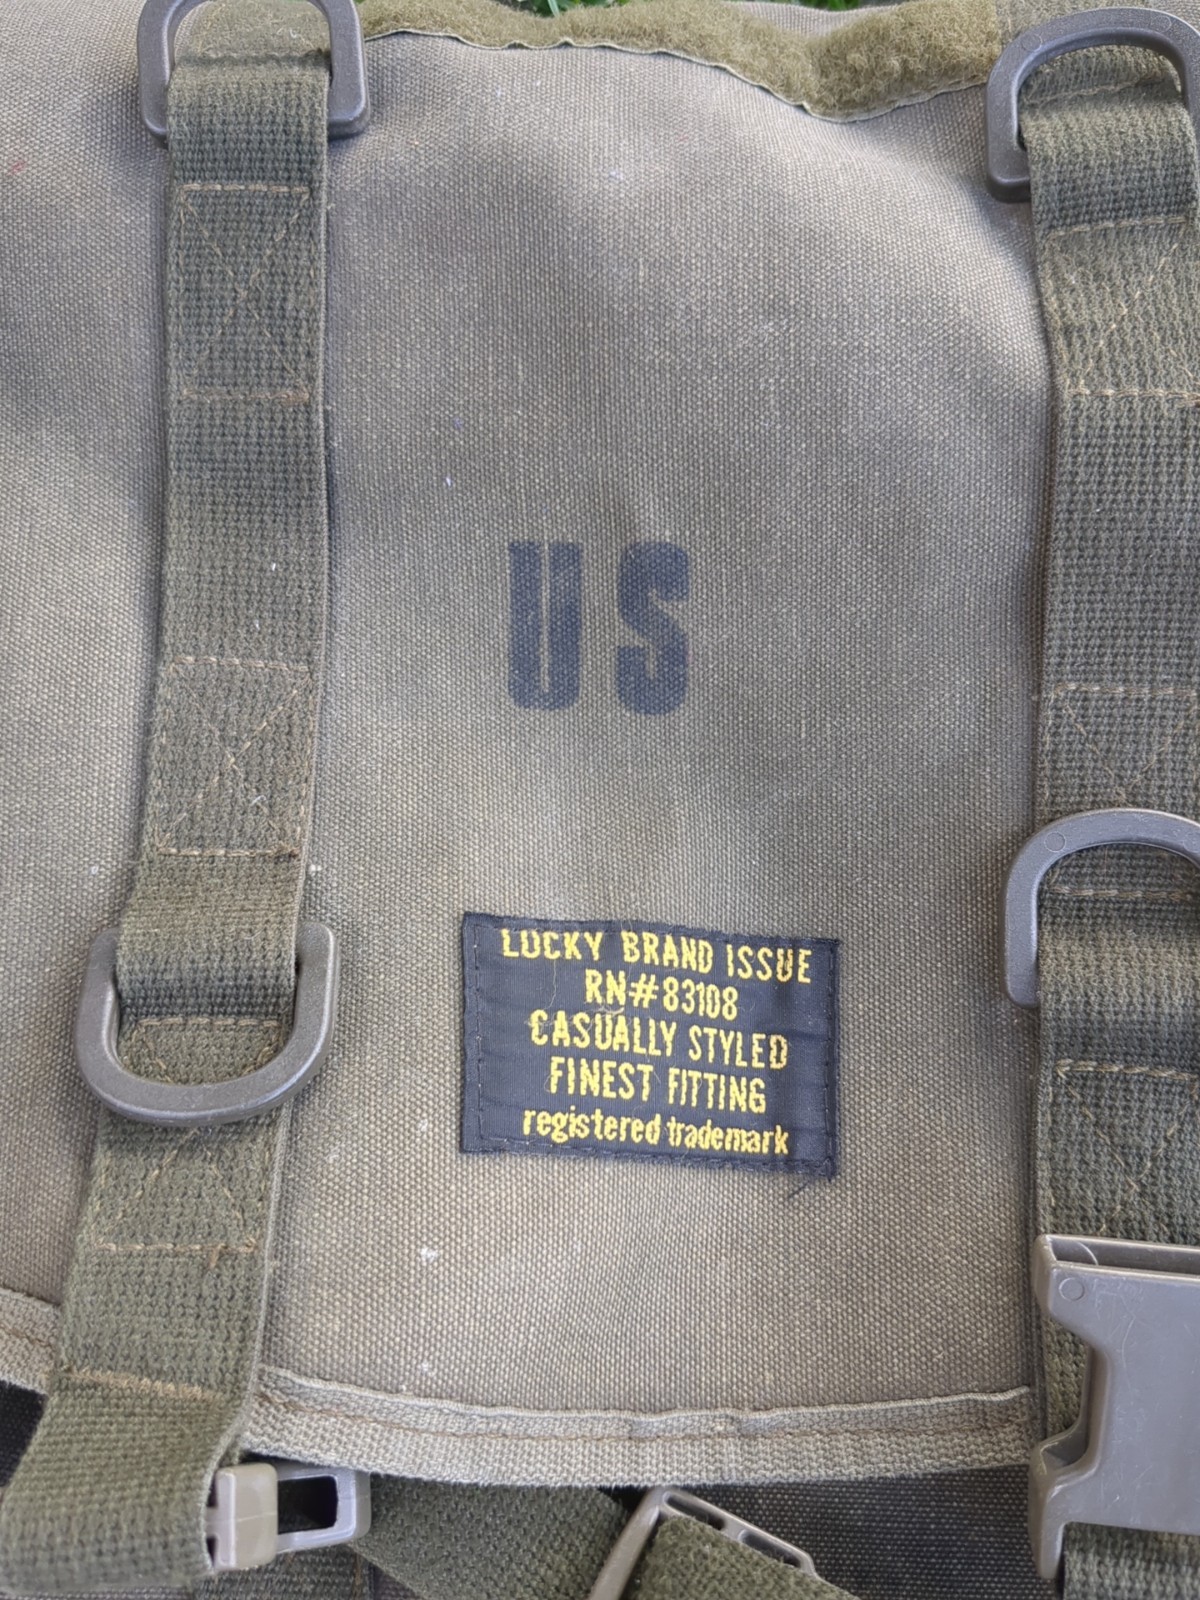 US
LUCKY BRAND ISSUE
RN#83108
CASUALLY STYLED
FINEST FITTING
registered trademark